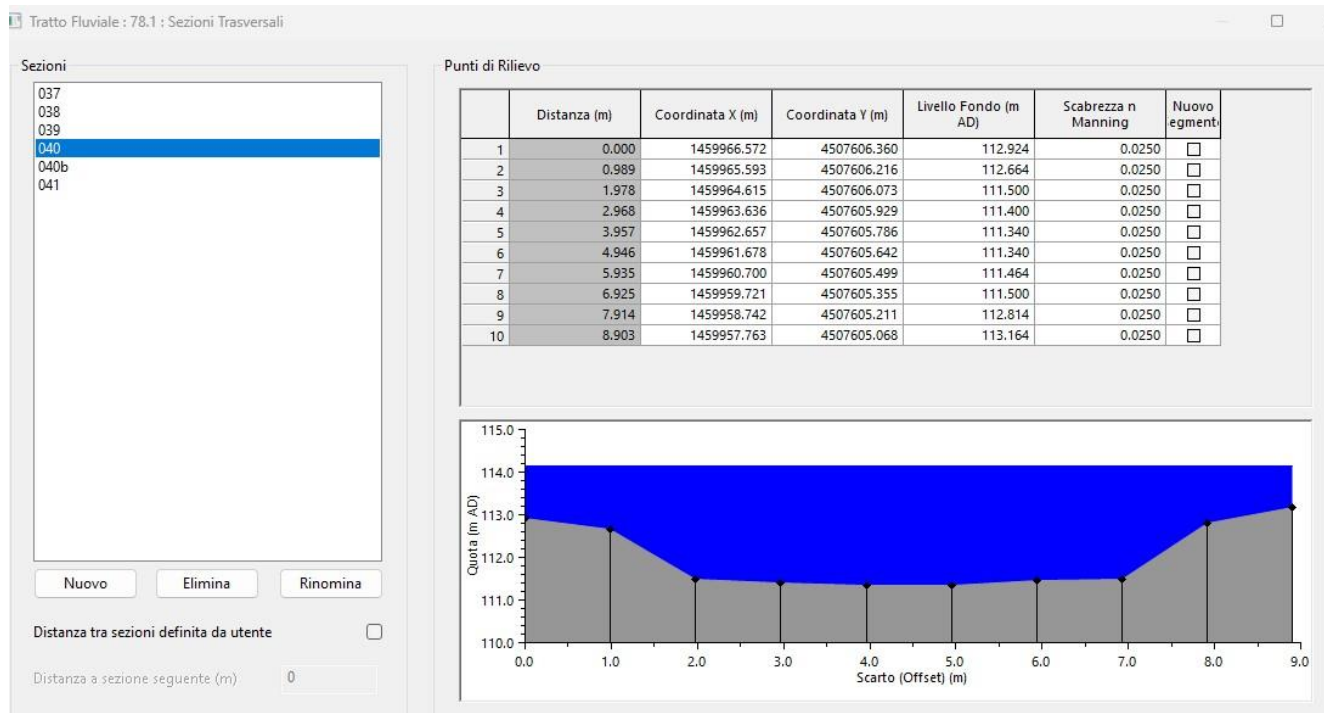 Tratto Fluviale : 78.1 : Sezioni Trasversali
Sezioni
037
038
039
040
040b
041
Nuovo Elimina Rinomina
Distanza tra sezioni definita da utente
Distanza a sezione seguente (m) 0
Punti di Rilievo
Distanza (m) Coordinata X (m) Coordinata Y (m) Livello Fondo (m AD) Scabrezza n Manning Nuovo egment
1 0.000 1459966.572 4507606.360 112.924 0.0250
2 0.989 1459965.593 4507606.216 112.664 0.0250
3 1.978 1459964.615 4507606.073 111.500 0.0250
4 2.968 1459963.636 4507605.929 111.400 0.0250
5 3.957 1459962.657 4507605.786 111.340 0.0250
6 4.946 1459961.678 4507605.642 111.340 0.0250
7 5.935 1459960.700 4507605.499 111.464 0.0250
8 6.925 1459959.721 4507605.355 111.500 0.0250
9 7.914 1459958.742 4507605.211 112.814 0.0250
10 8.903 1459957.763 4507605.068 113.164 0.0250
Quota (m AD)
115.0
114.0
113.0
112.0
111.0
110.0
0.0 1.0 2.0 3.0 4.0 5.0 6.0 7.0 8.0 9.0
Scarto (Offset) (m)